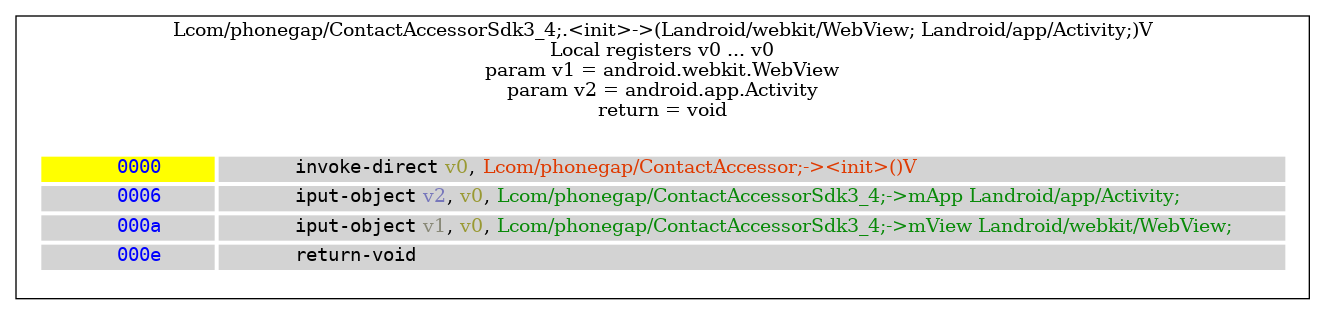 Lcom/phonegap/ContactAccessorSdk3_4;.<init>->(Landroid/webkit/WebView; Landroid/app/Activity;)V
Local registers v0 ... v0
param v1 = android.webkit.WebView
param v2 = android.app.Activity
return = void
0000 invoke-direct v0, Lcom/phonegap/ContactAccessor;-><init>()V
0006 iput-object v2, v0, Lcom/phonegap/ContactAccessorSdk3_4;->mApp Landroid/app/Activity;
000a iput-object v1, v0, Lcom/phonegap/ContactAccessorSdk3_4;->mView Landroid/webkit/WebView;
000e return-void